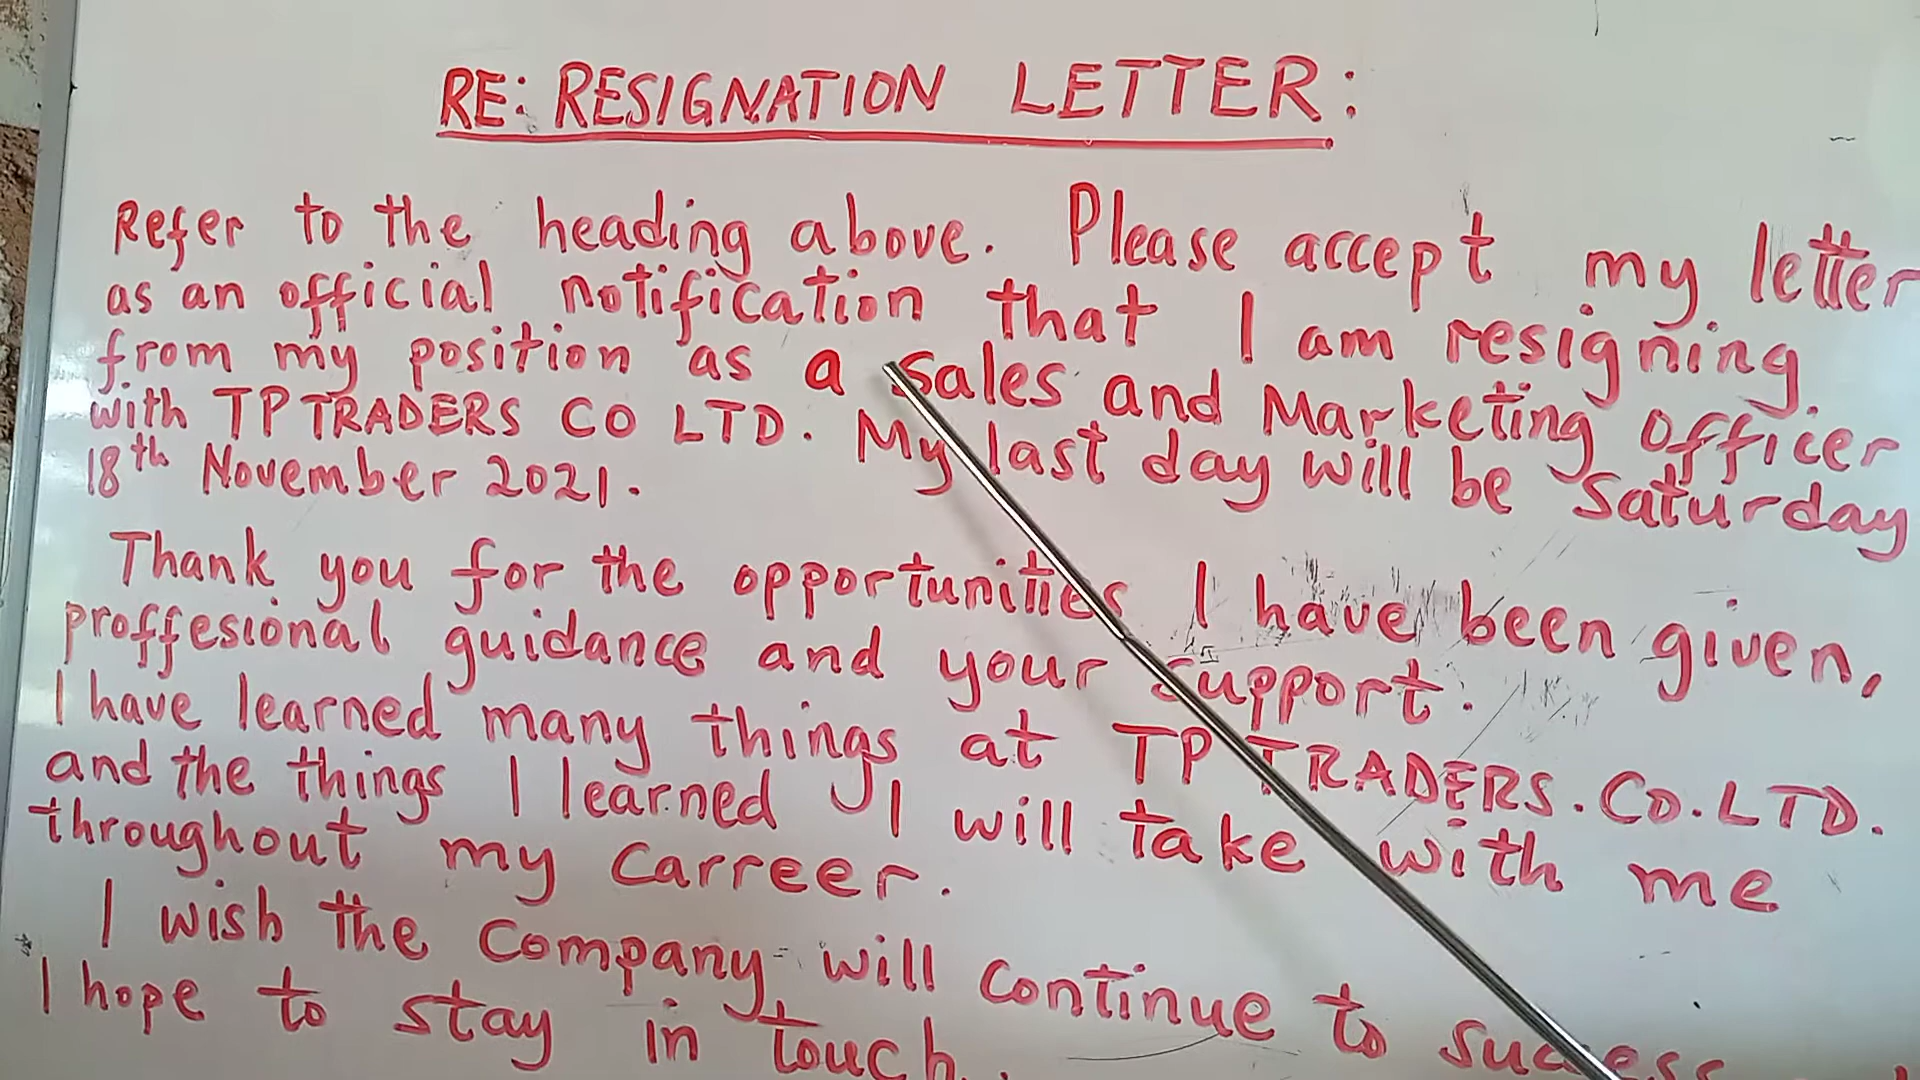 RE: RESIGNATION LETTER:
Refer to the heading above. Please accept my letter
as an official notification that I am resigning
from my position as a Sales and Marketing officer
with TP TRADERS CO LTD. My last day will be Saturday
18th November 2021.
Thank you for the opportunities I have been given,
proffesional guidance and your support.
I have learned many things at TP TRADERS.CO.LTD.
and the things I learned I will take with me
throughout my carreer.
I wish the company will continue to success
I hope to stay in touch.